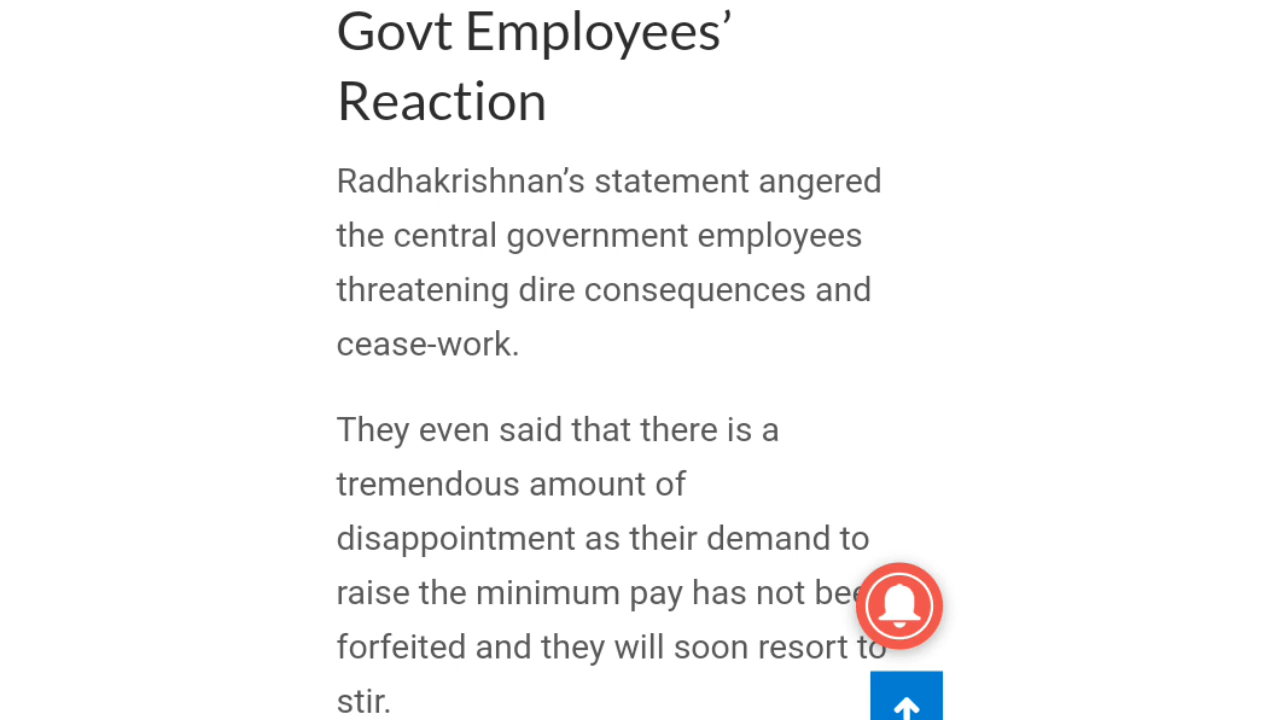 Govt Employees’
Reaction
Radhakrishnan’s statement angered
the central government employees
threatening dire consequences and
cease-work.
They even said that there is a
tremendous amount of
disappointment as their demand to
raise the minimum pay has not
forfeited and they will soon resort to
stir.